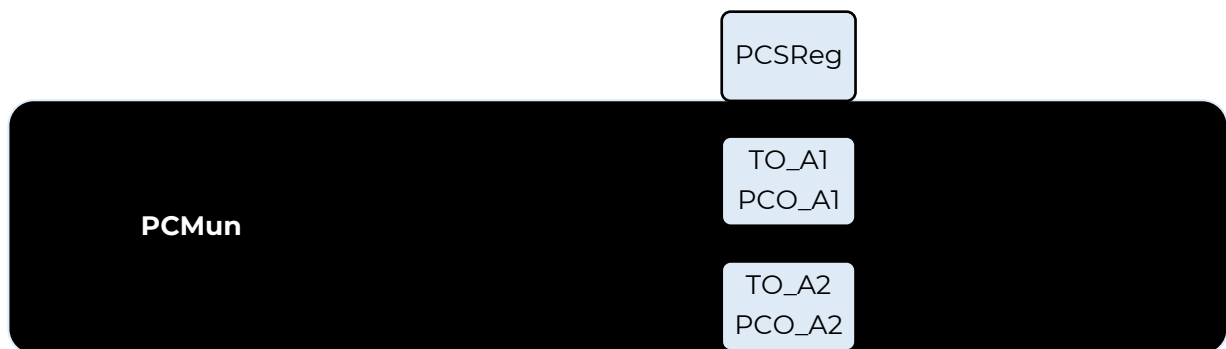 PCSReg
TO_A1
PCO_A1
PCMun
TO_A2
PCO_A2